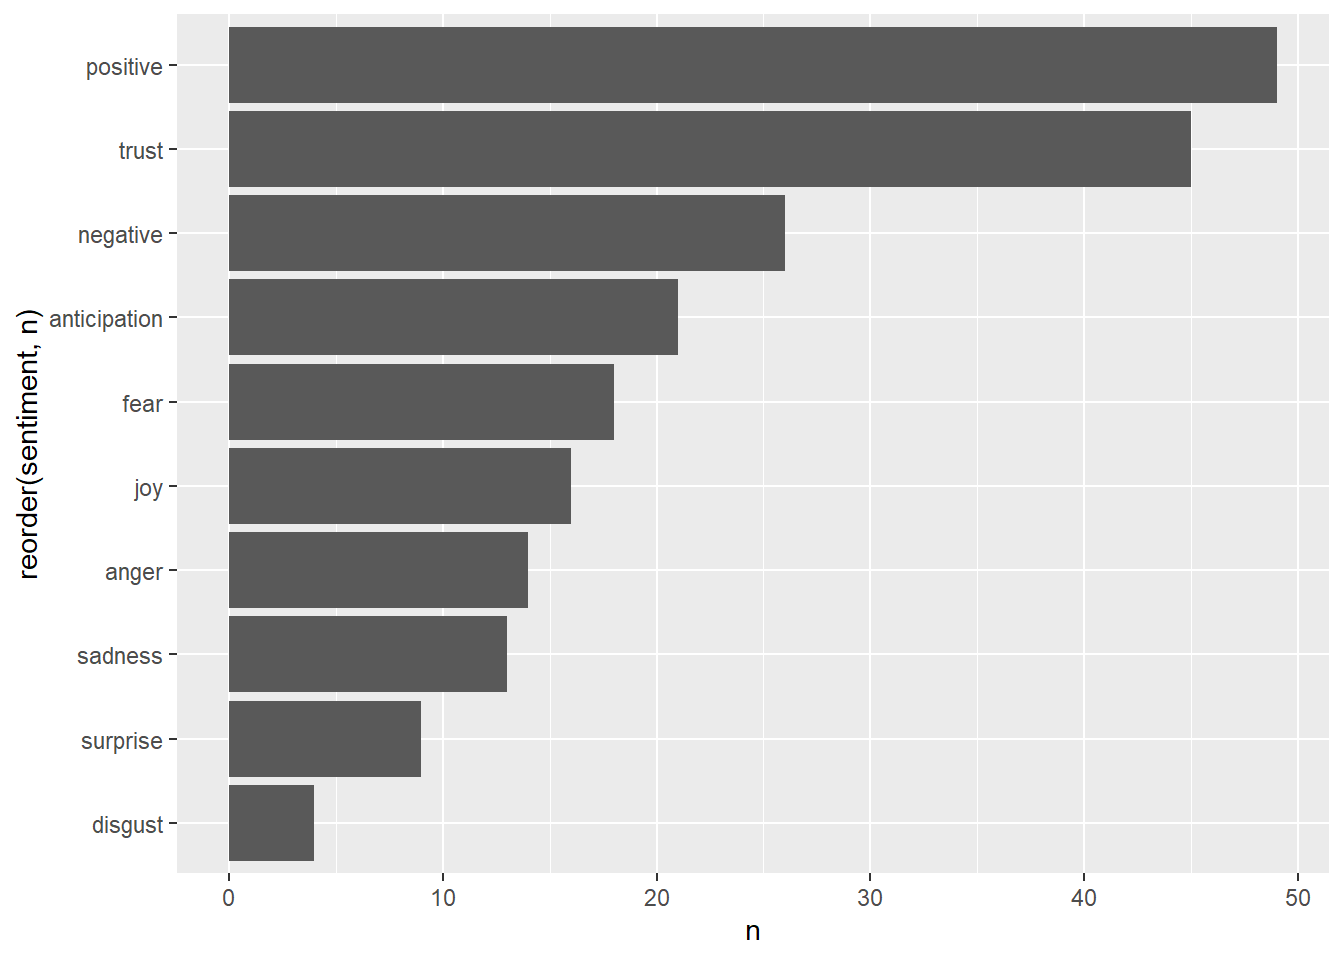 reorder(sentiment, n)
positive
trust
negative
anticipation
fear
joy
anger
sadness
surprise
disgust
0 10 20 30 40 50
n